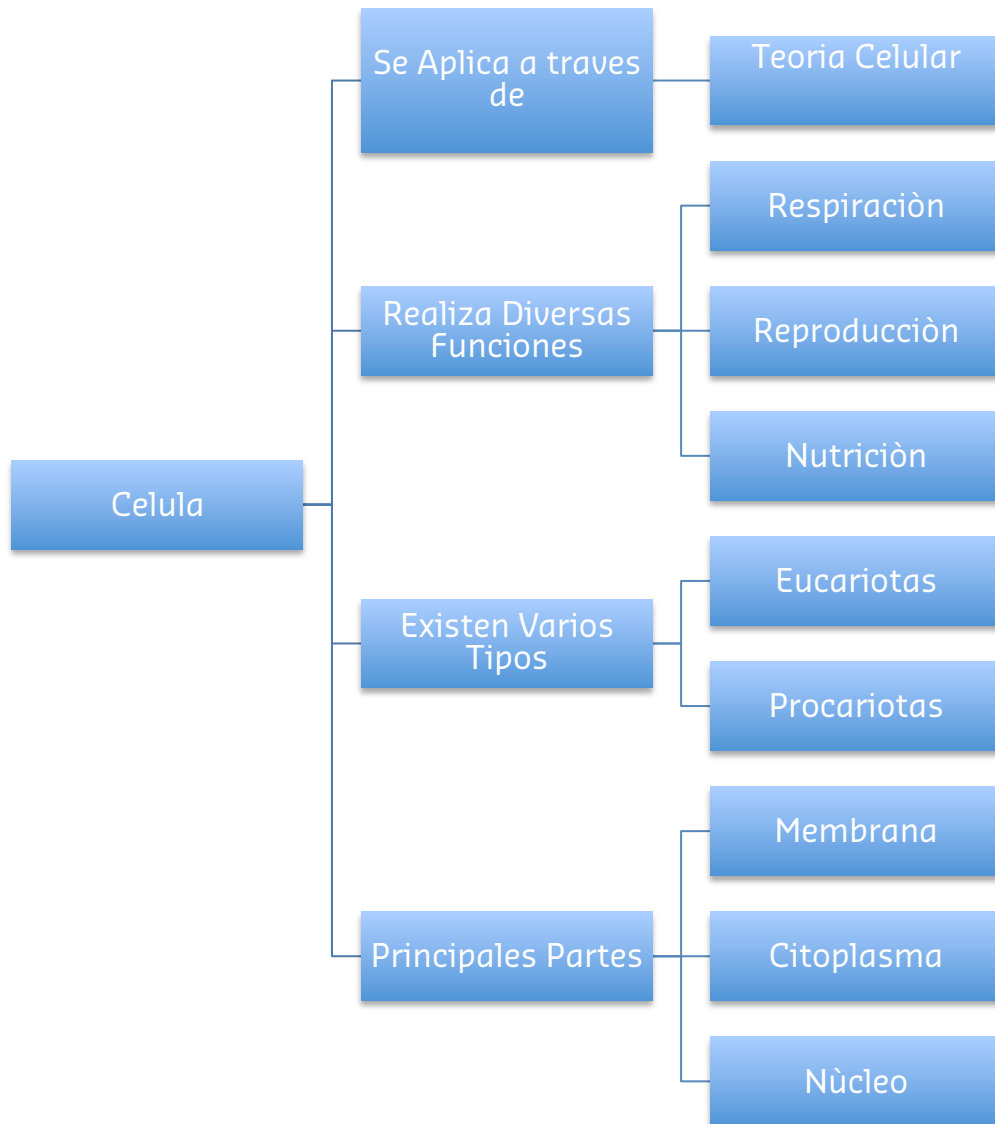 Celula
Se Aplica a traves
de
Teoria Celular
Realiza Diversas
Funciones
Respiraciòn
Reproducciòn
Nutriciòn
Existen Varios
Tipos
Eucariotas
Procariotas
Principales Partes
Membrana
Citoplasma
Nùcleo